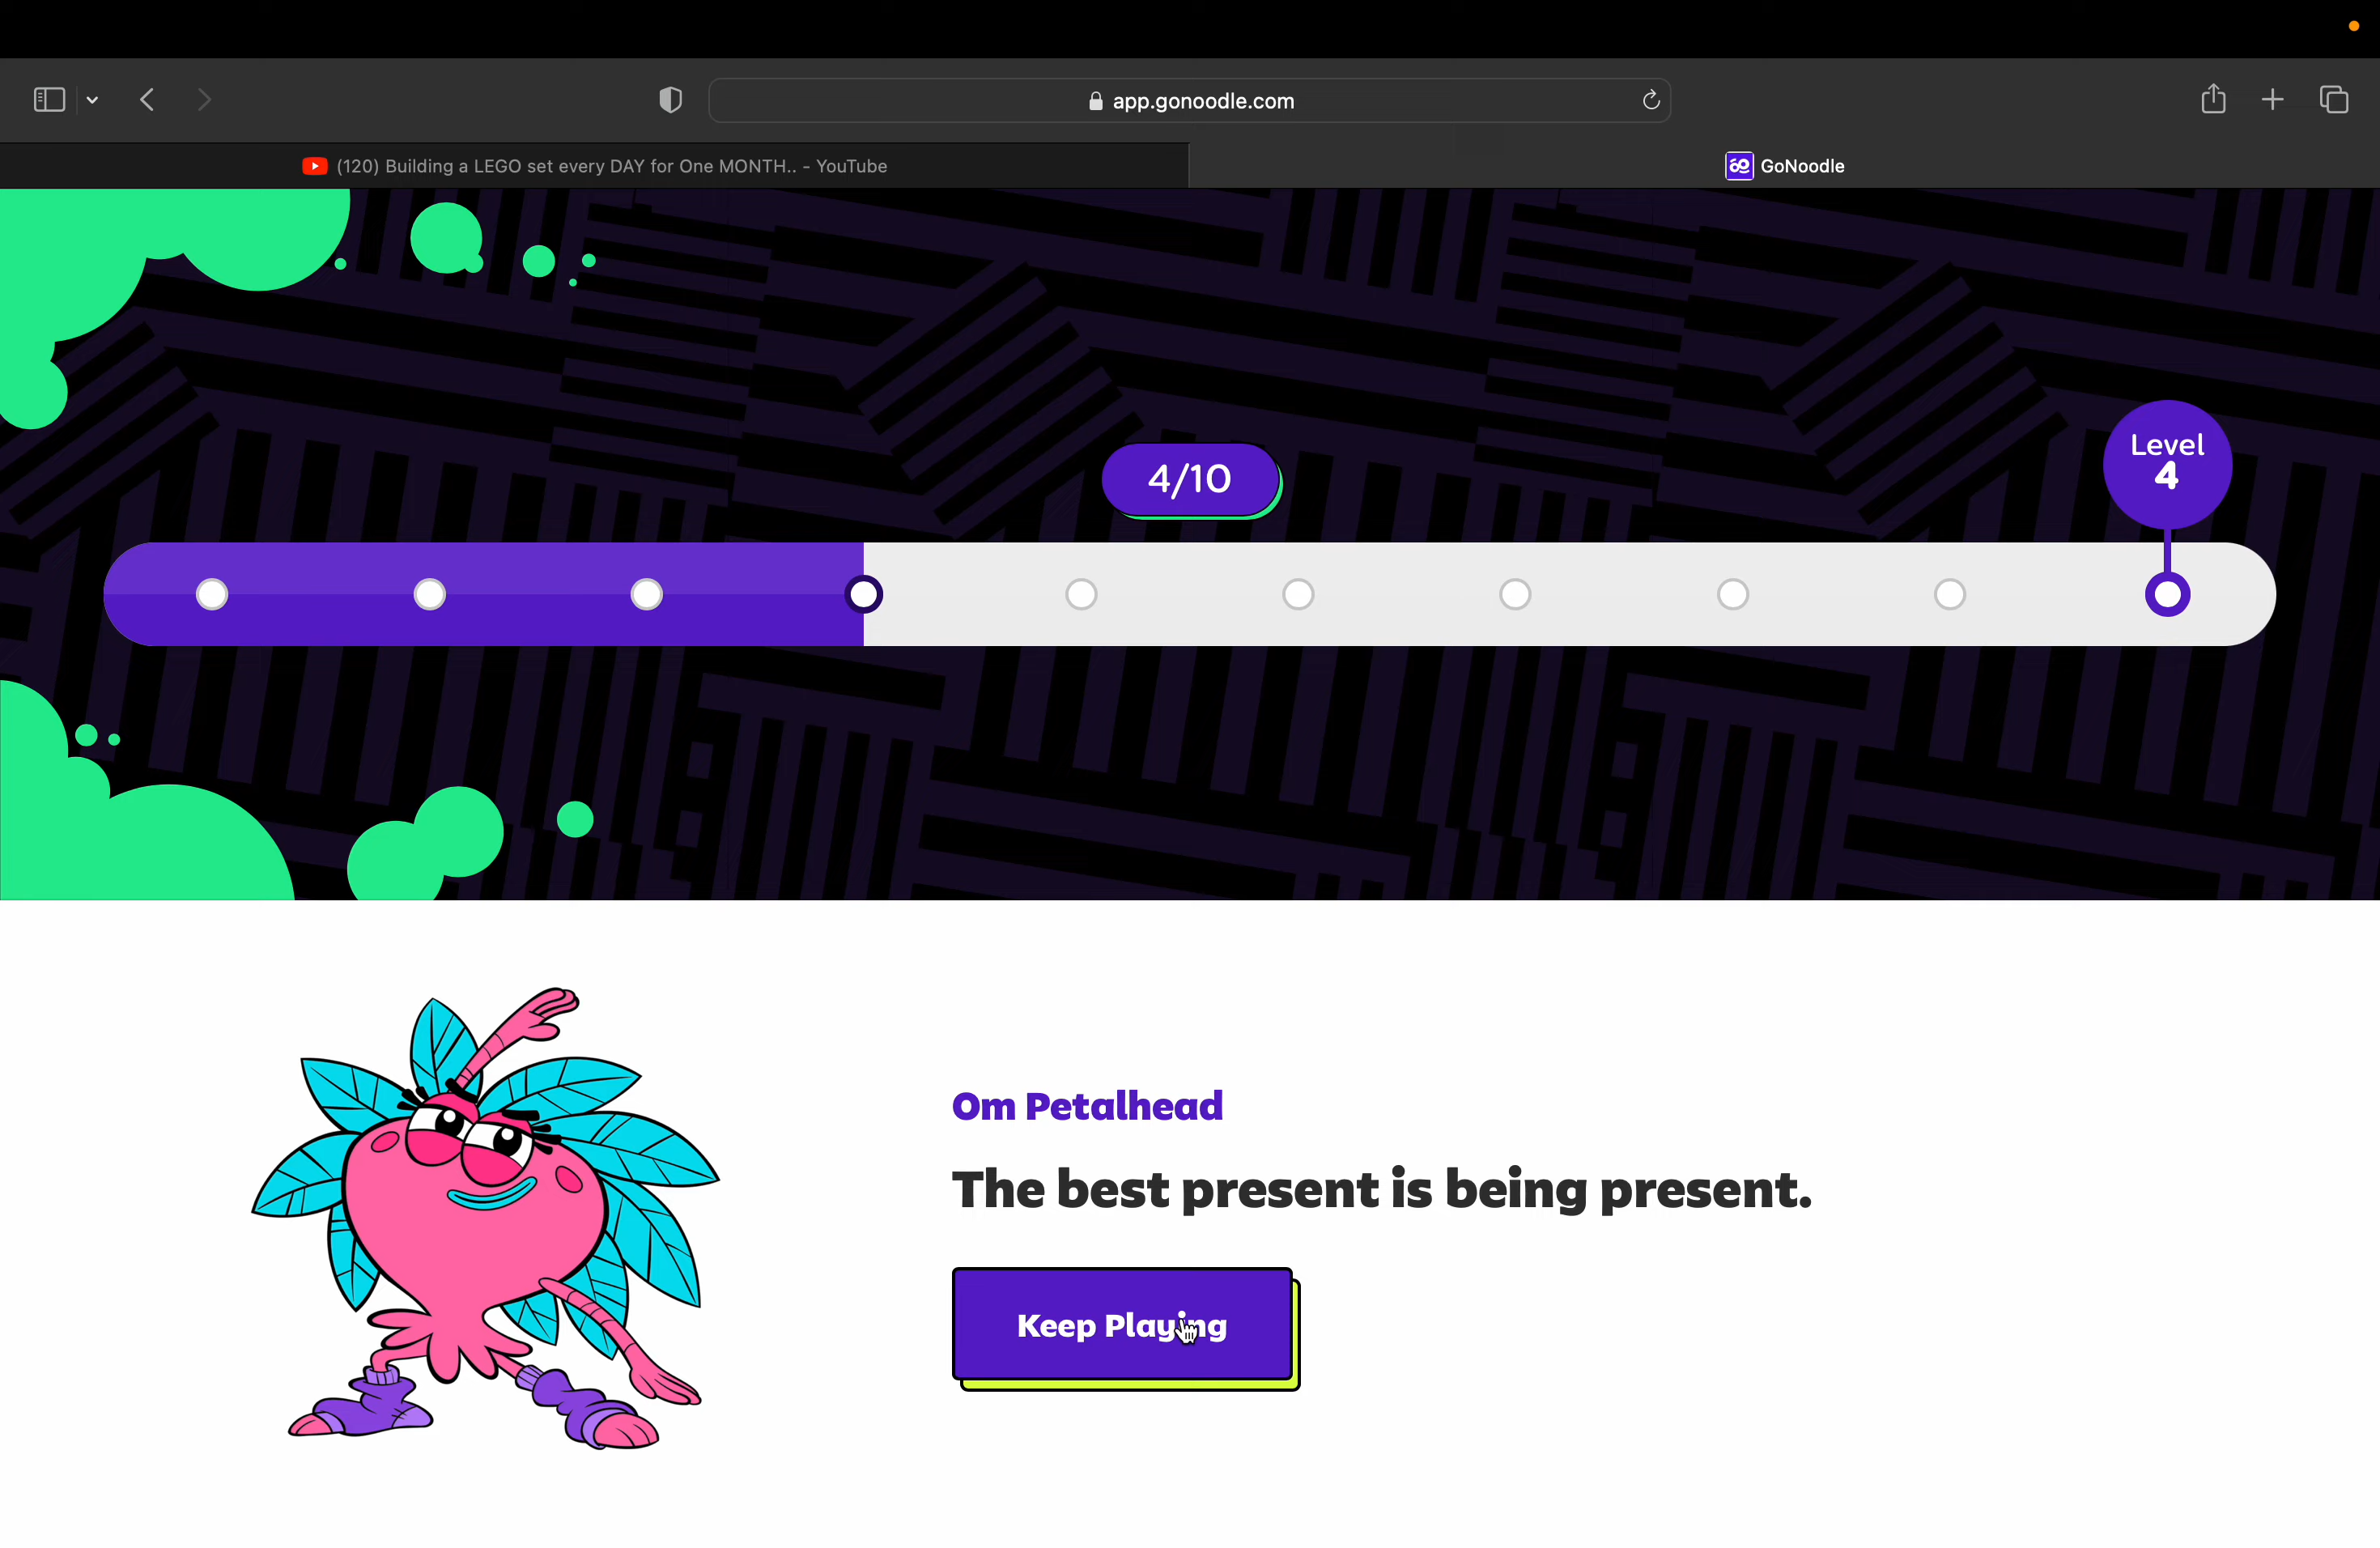 app.gonoodle.com
(120) Building a LEGO set every DAY for One MONTH.. - YouTube
GoNoodle
Level
4
4/10
Om Petalhead
The best present is being present.
Keep Playing